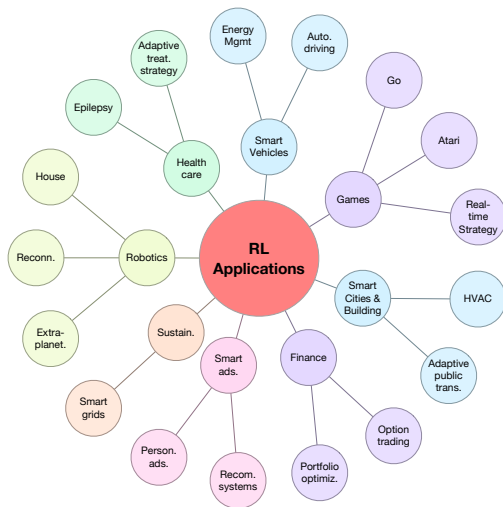 RL
Applications
Energy
Mgmt
Auto.
driving
Smart
Vehicles
Adaptive
treat.
strategy
Epilepsy
Health
care
Go
Atari
Real-
time
Strategy
Games
House
Reconn.
Extra-
planet.
Robotics
Smart
Cities &
Building
HVAC
Adaptive
public
trans.
Sustain.
Smart
grids
Smart
ads.
Person.
ads.
Recom.
systems
Finance
Option
trading
Portfolio
optimiz.